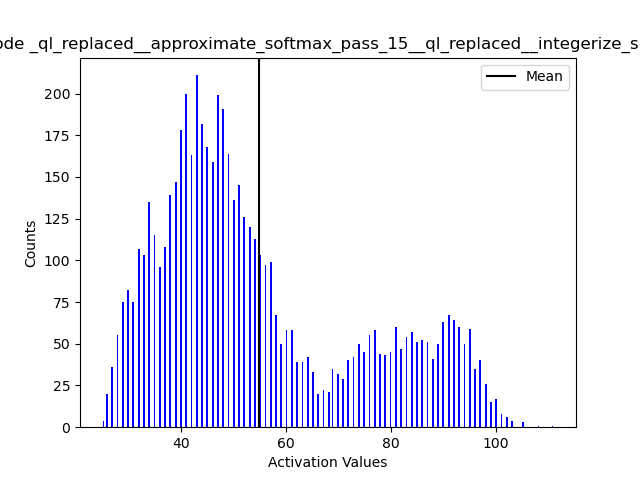 ode _ql_replaced__approximate_softmax_pass_15__ql_replaced__integerize_s
Mean
200
175
150
125
100
75
50
25
0
Counts
40 60 80 100
Activation Values